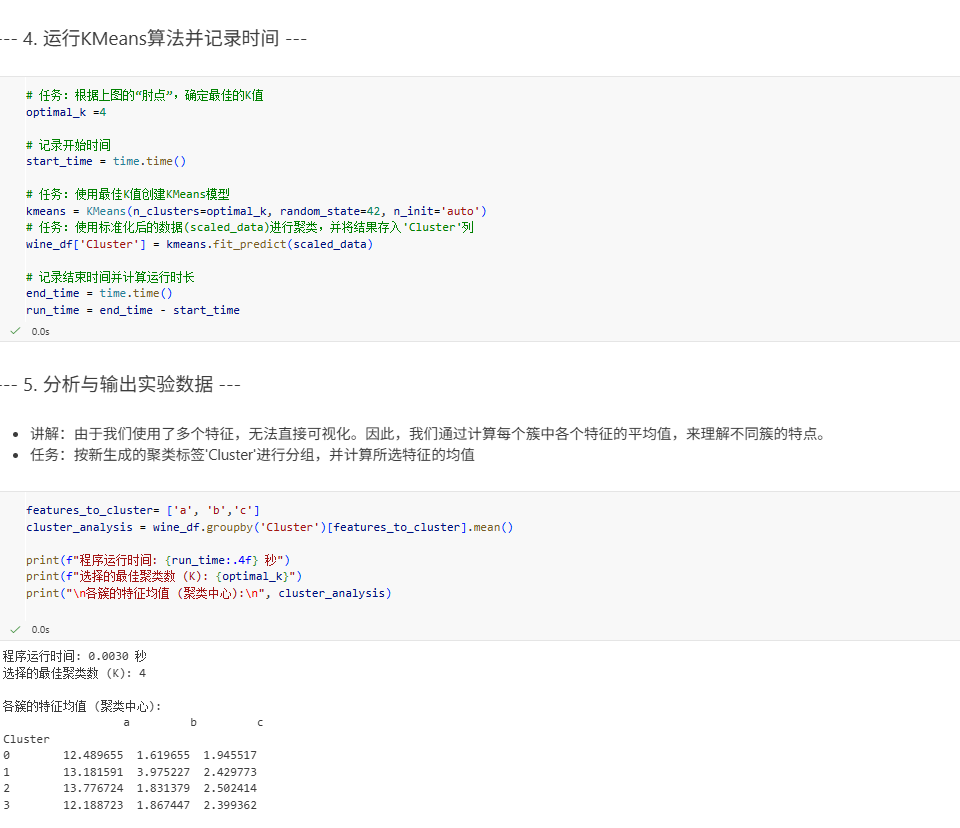 --- 4. 运行KMeans算法并记录时间 ---
# 任务：根据上图的“肘点”，确定最佳的K值
optimal_k =4
# 记录开始时间
start_time = time.time()
# 任务：使用最佳K值创建KMeans模型
kmeans = KMeans(n_clusters=optimal_k, random_state=42, n_init='auto')
# 任务：使用标准化后的数据(scaled_data)进行聚类，并将结果存入'Cluster'列
wine_df['Cluster'] = kmeans.fit_predict(scaled_data)
# 记录结束时间并计算运行时长
end_time = time.time()
run_time = end_time - start_time
0.0s
--- 5. 分析与输出实验数据 ---
• 讲解：由于我们使用了多个特征，无法直接可视化。因此，我们通过计算每个簇中各个特征的平均值，来理解不同簇的特点。
• 任务：按新生成的聚类标签'Cluster'进行分组，并计算所选特征的均值
features_to_cluster= ['a', 'b','c']
cluster_analysis = wine_df.groupby('Cluster')[features_to_cluster].mean()
print(f"程序运行时间: {run_time:.4f} 秒")
print(f"选择的最佳聚类数 (K): {optimal_k}")
print("\n各簇的特征均值 (聚类中心):\n", cluster_analysis)
0.0s
程序运行时间: 0.0030 秒
选择的最佳聚类数 (K): 4
各簇的特征均值 (聚类中心):
a b c
Cluster
0 12.489655 1.619655 1.945517
1 13.181591 3.975227 2.429773
2 13.776724 1.831379 2.502414
3 12.188723 1.867447 2.399362